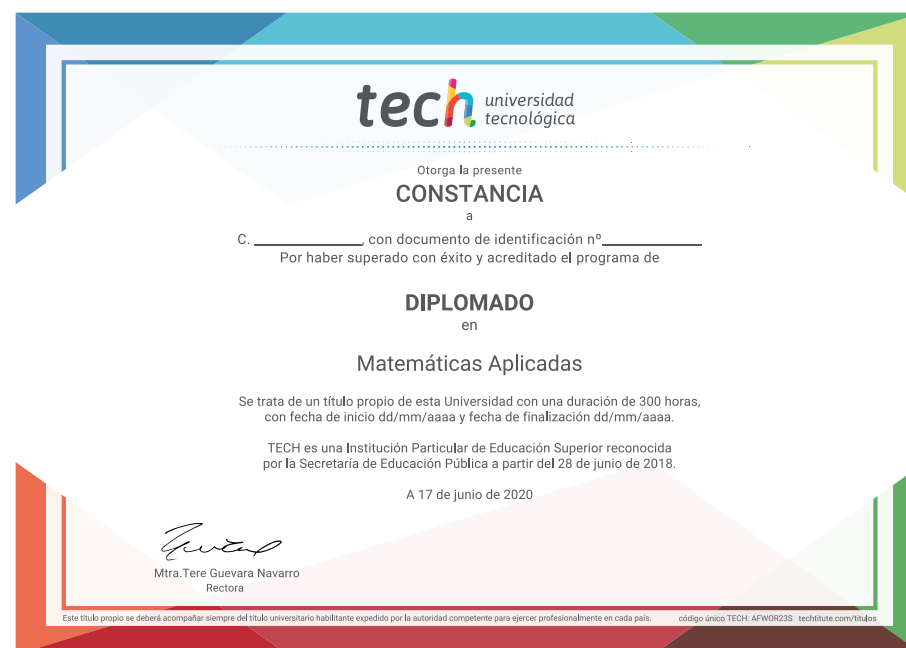 tech universidad
tecnológica
Otorga la presente
CONSTANCIA
a
C. ________________, con documento de identificación nº_______________
Por haber superado con éxito y acreditado el programa de
DIPLOMADO
en
Matemáticas Aplicadas
Se trata de un título propio de esta Universidad con una duración de 300 horas,
con fecha de inicio dd/mm/aaaa y fecha de finalización dd/mm/aaaa.
TECH es una Institución Particular de Educación Superior reconocida
por la Secretaría de Educación Pública a partir del 28 de junio de 2018.
A 17 de junio de 2020
Mtra.Tere Guevara Navarro
Rectora
Este título propio se deberá acompañar siempre del título universitario habilitante expedido por la autoridad competente para ejercer profesionalmente en cada país. código único TECH: AFWOR23S techtitute.com/titulos